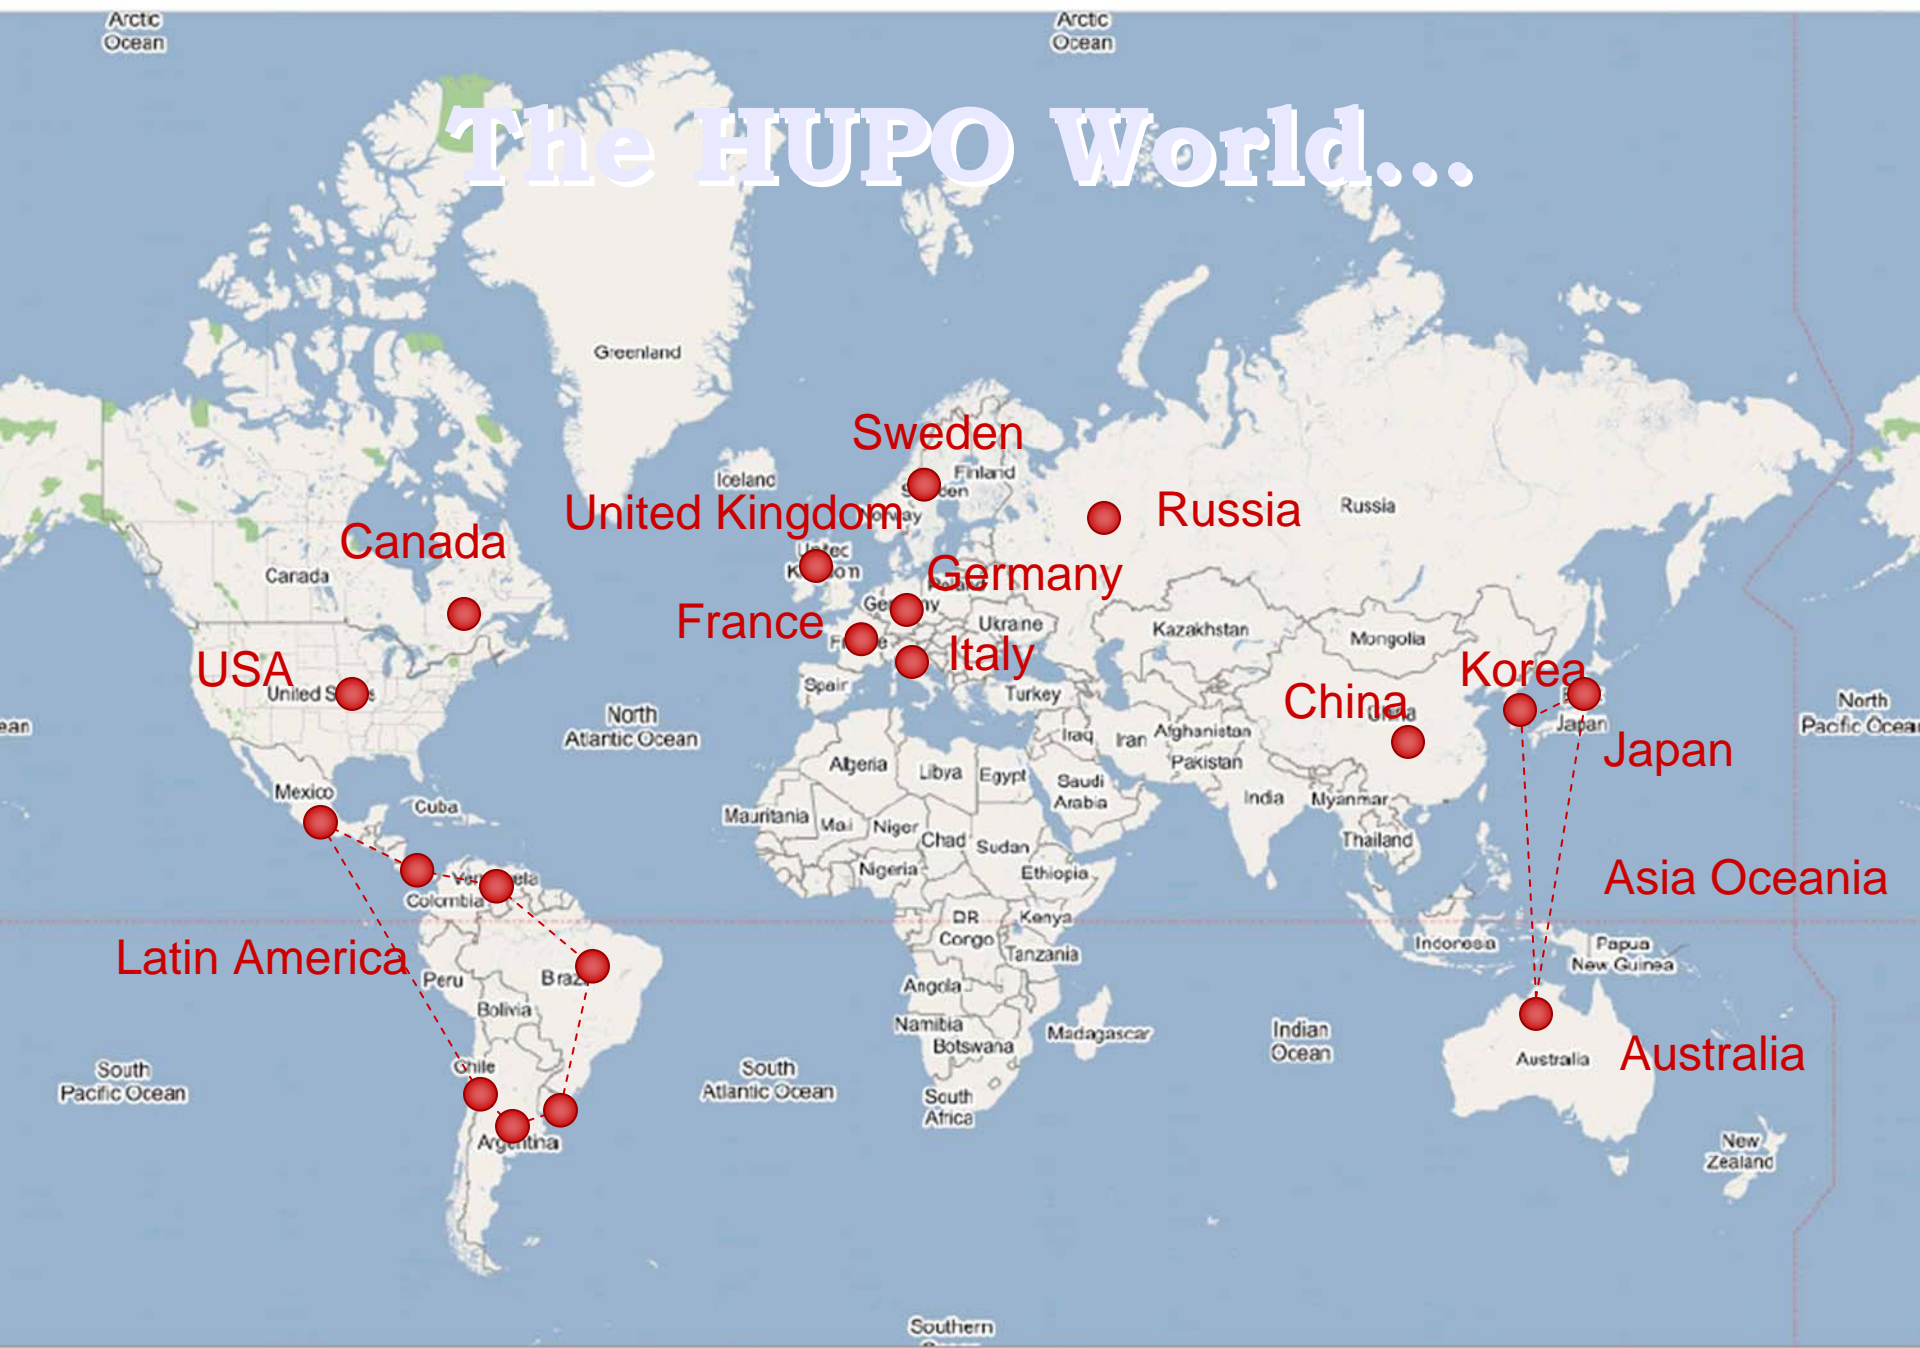 Arctic
Ocean
Arctic
Ocean
The HUPO World...
Greenland
Sweden
Iceland
Finland
United Kingdom
Norway
Russia
Russia
Canada
Canada
Germany
France
Ukraine
Kazakhstan
Mongolia
Italy
USA
Korea
Spain
Turkey
China
North
Atlantic Ocean
Japan
North
Pacific Ocean
ean
Iraq
Iran
Afghanistan
Pakistan
Japan
Algeria
Libya
Egypt
Saudi
Arabia
Mexico
Cuba
India
Myanmar
Mauritania
Mali
Niger
Chad
Sudan
Thailand
Nigeria
Ethiopia
Asia Oceania
Colombia
DR
Congo
Kenya
Tanzania
Indonesia
Papua
New Guinea
Latin America
Peru
Bolivia
Angola
Namibia
Botswana
Madagascar
Indian
Ocean
Australia
Australia
South
Pacific Ocean
Chile
South
Atlantic Ocean
South
Africa
Argentina
New
Zealand
Southern